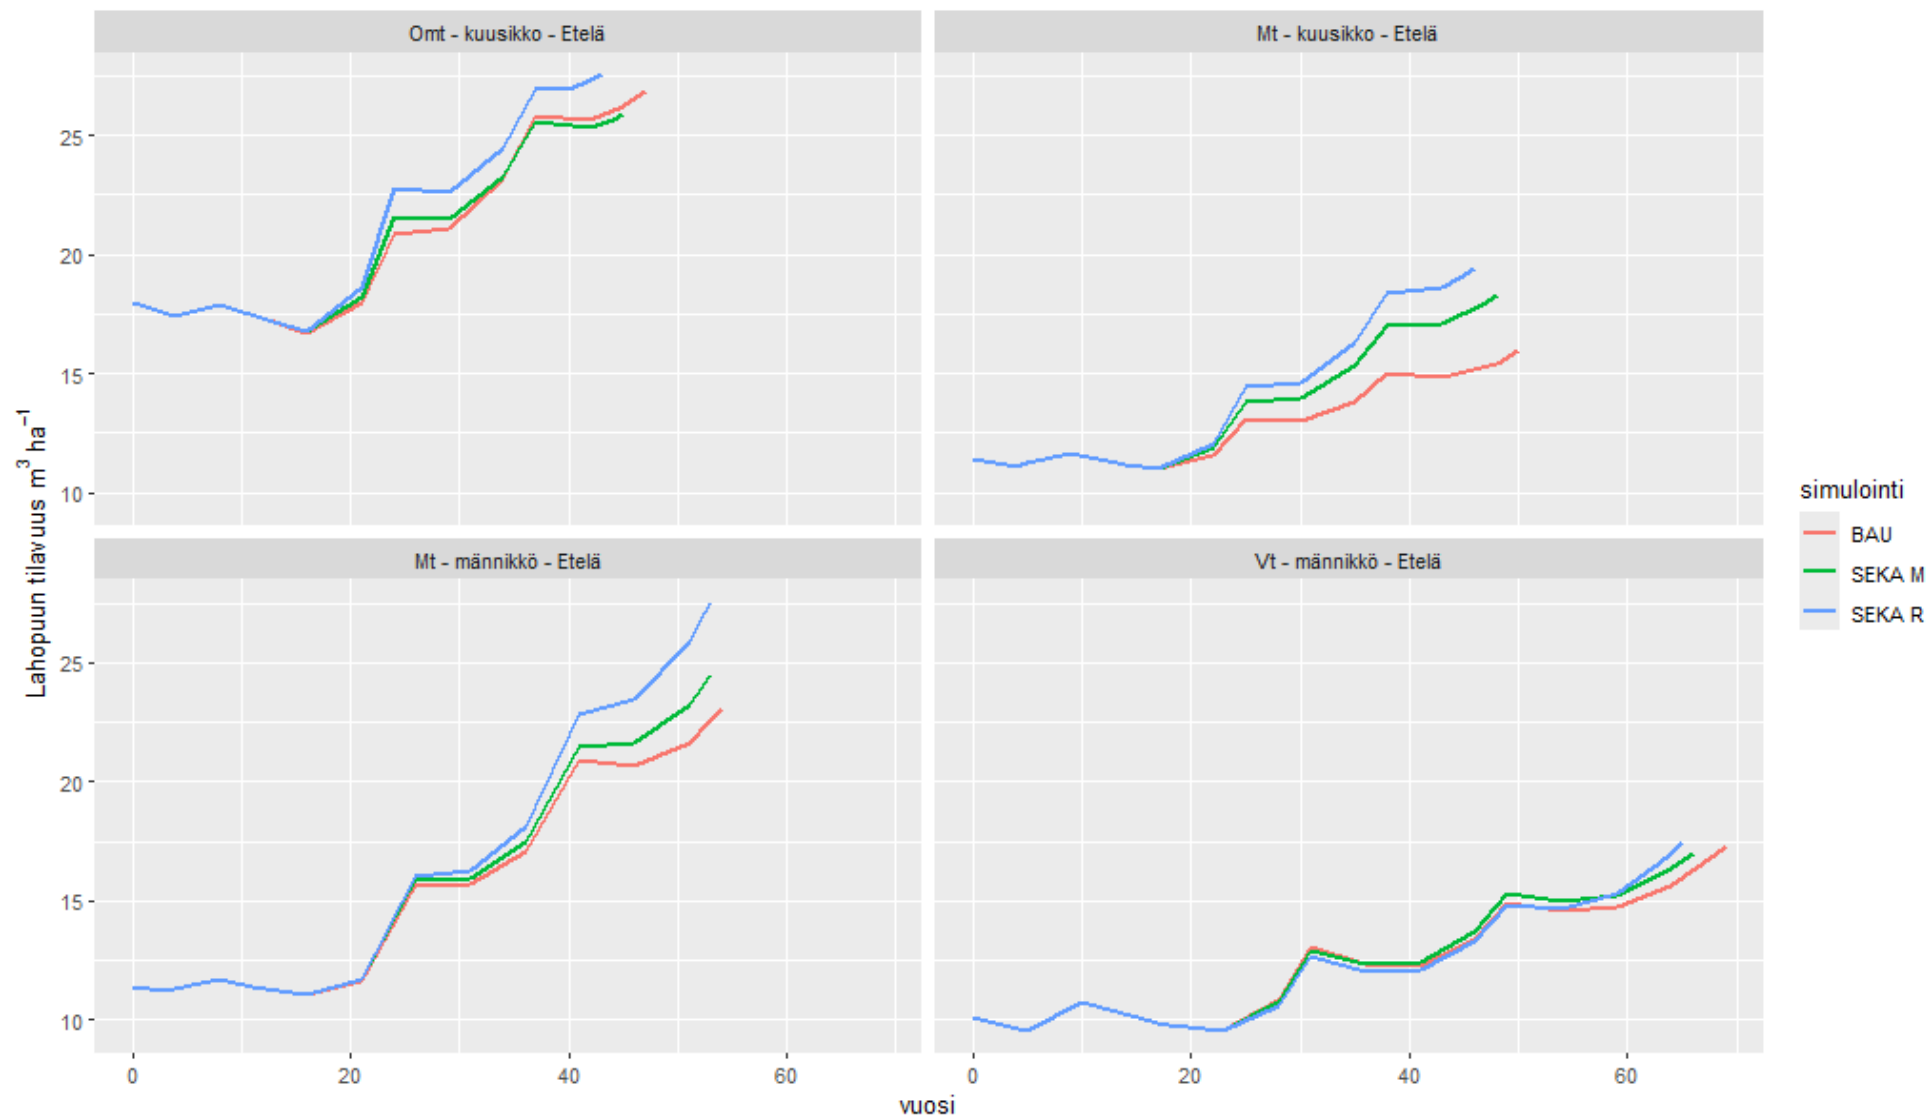 Omt - kuusikko - Etelä
Mt - kuusikko - Etelä
25
20
15
10
Mt - männikkö - Etelä
Vt - männikkö - Etelä
25
20
15
10
0
20
40
60
0
20
40
60
vuosi
Lahopuun tilavuus m³ ha⁻¹
simulointi
BAU
SEKA M
SEKA R